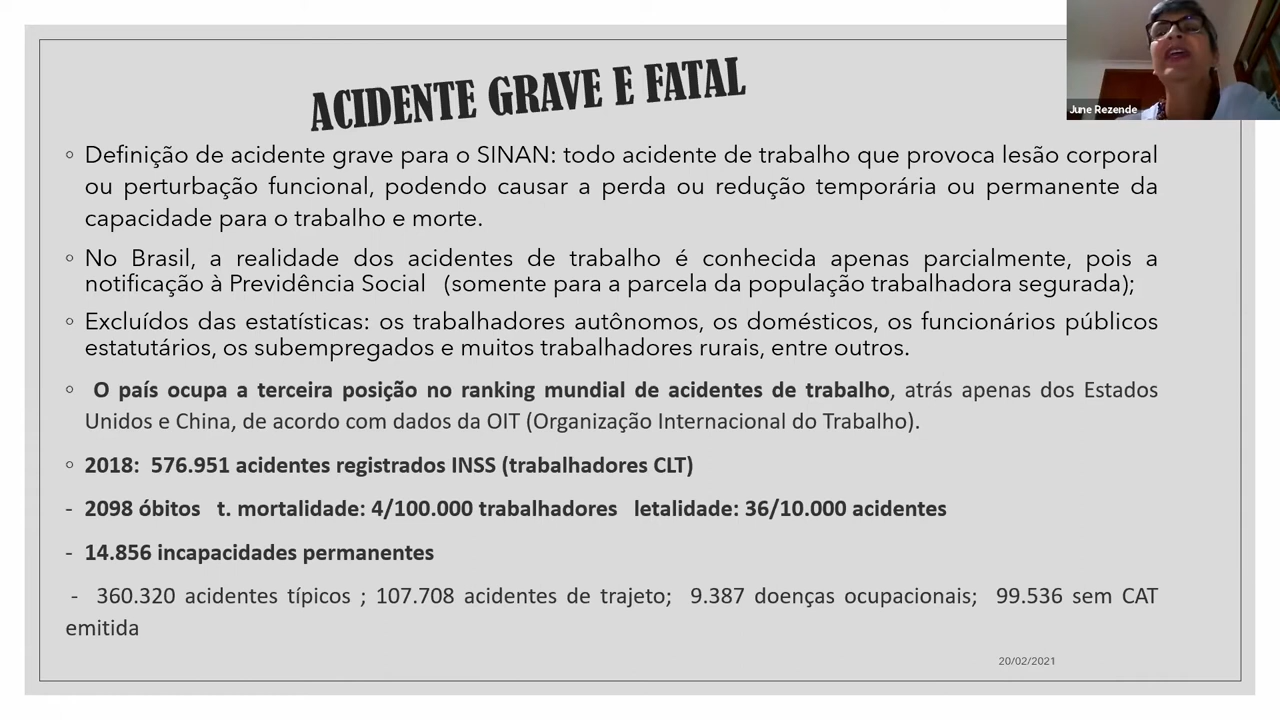 ACIDENTE GRAVE E FATAL
June Rezende
◦ Definição de acidente grave para o SINAN: todo acidente de trabalho que provoca lesão corporal
ou perturbação funcional, podendo causar a perda ou redução temporária ou permanente da
capacidade para o trabalho e morte.
◦ No Brasil, a realidade dos acidentes de trabalho é conhecida apenas parcialmente, pois a
notificação à Previdência Social (somente para a parcela da população trabalhadora segurada);
◦ Excluídos das estatísticas: os trabalhadores autônomos, os domésticos, os funcionários públicos
estatutários, os subempregados e muitos trabalhadores rurais, entre outros.
◦ O país ocupa a terceira posição no ranking mundial de acidentes de trabalho, atrás apenas dos Estados
Unidos e China, de acordo com dados da OIT (Organização Internacional do Trabalho).
◦ 2018: 576.951 acidentes registrados INSS (trabalhadores CLT)
- 2098 óbitos t. mortalidade: 4/100.000 trabalhadores letalidade: 36/10.000 acidentes
- 14.856 incapacidades permanentes
- 360.320 acidentes típicos ; 107.708 acidentes de trajeto; 9.387 doenças ocupacionais; 99.536 sem CAT
emitida
20/02/2021